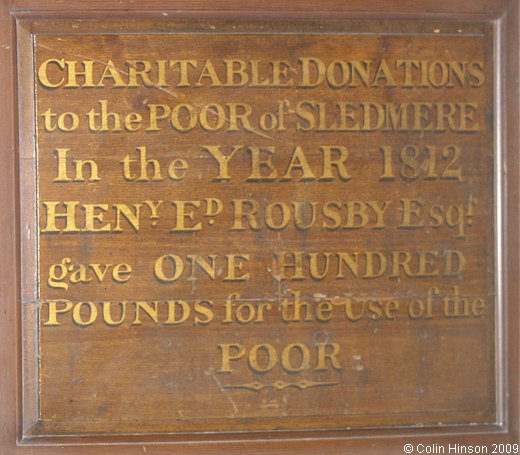 CHARITABLE DONATIONS
to the POOR of SLEDMERE
In the YEAR 1812
HENY. ED. ROUSBY Esqr.
gave ONE HUNDRED
POUNDS for the use of the
POOR
© Colin Hinson 2009